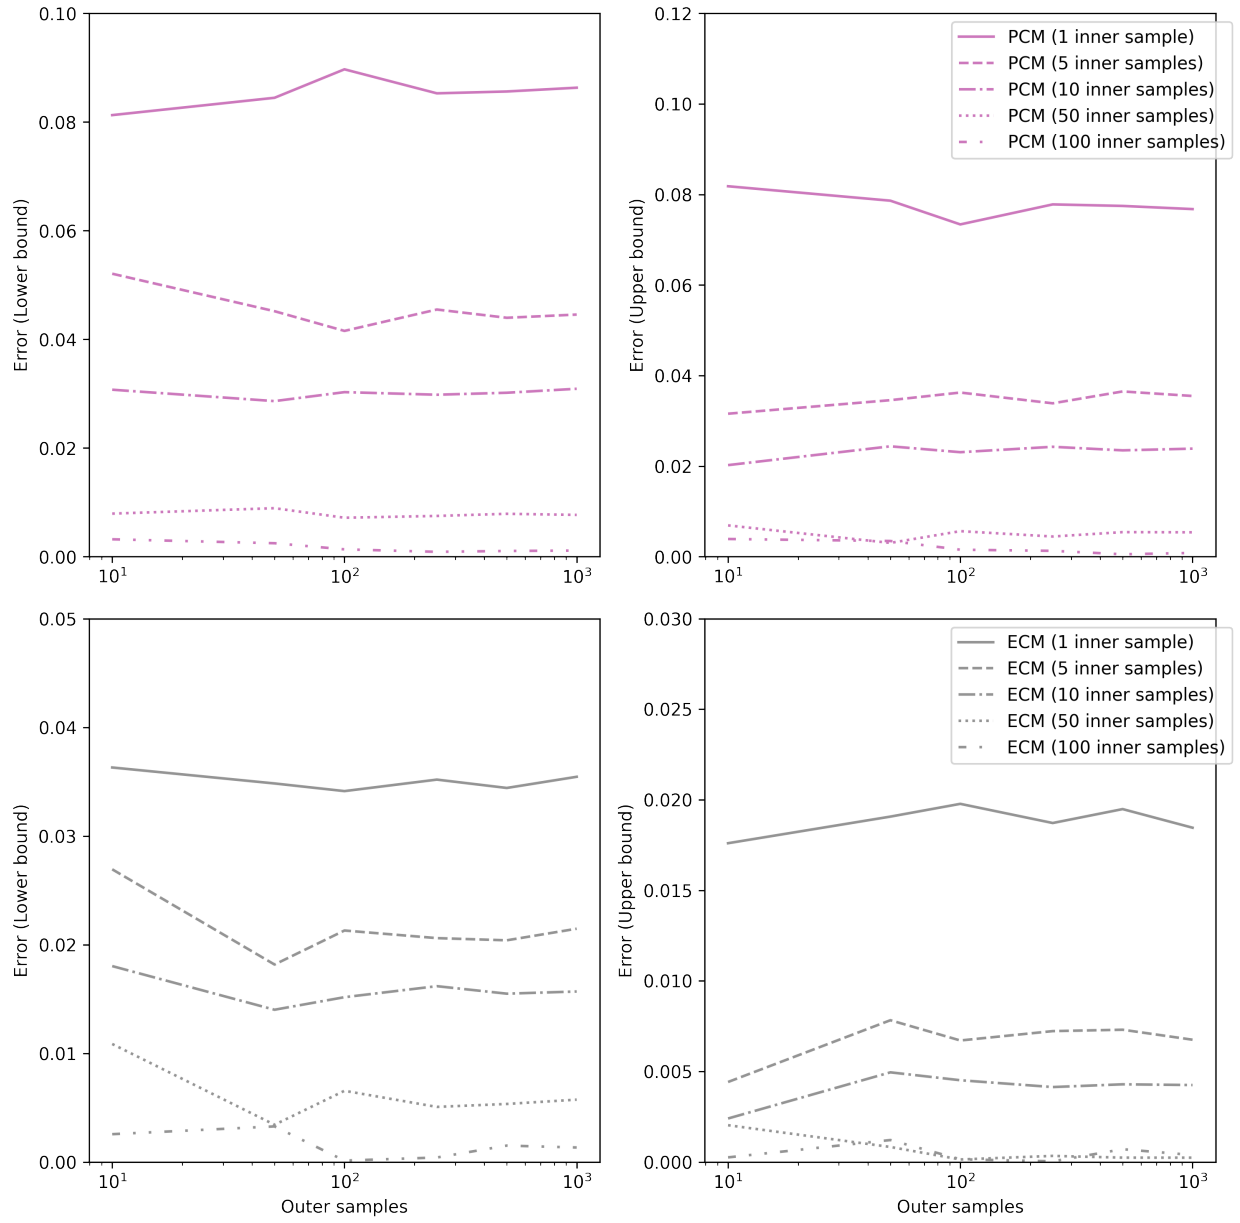 0.10
0.08
0.06
0.04
0.02
0.00
Error (Lower bound)
10¹
10²
10³
0.12
0.10
0.08
0.06
0.04
0.02
0.00
Error (Upper bound)
10¹
10²
10³
PCM (1 inner sample)
PCM (5 inner samples)
PCM (10 inner samples)
PCM (50 inner samples)
PCM (100 inner samples)
0.05
0.04
0.03
0.02
0.01
0.00
Error (Lower bound)
10¹
10²
10³
Outer samples
0.030
0.025
0.020
0.015
0.010
0.005
0.000
Error (Upper bound)
10¹
10²
10³
Outer samples
ECM (1 inner sample)
ECM (5 inner samples)
ECM (10 inner samples)
ECM (50 inner samples)
ECM (100 inner samples)